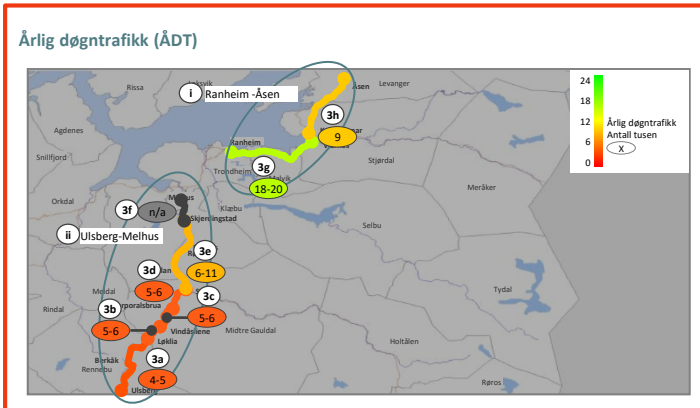 Årlig døgntrafikk (ÅDT)
Rissa
i
Ranheim -Åsen
Åsen
Levanger
24
18
12
6
0
Årlig døgntrafikk
Antall tusen
X
3h
9
Agdenes
Ranheim
Snillfjord
Trondheim
3g
Malvik
Stjørdal
18-20
Meråker
Orkdal
3f
n/a
Klæbu
Skjerdingstad
Selbu
ii
Ulsberg-Melhus
3e
3d
6-11
Meldal
5-6
3c
Tydal
Rindal
3b
5-6
5-6
Vindåsliene
Midtre Gauldal
Løklia
Holtålen
3a
Berkåk
Rennebu
4-5
Ulsberg
Røros